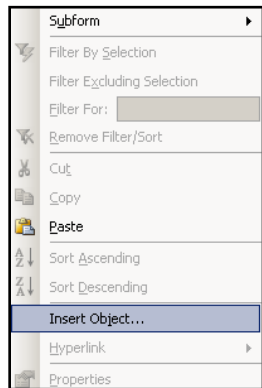 Subform
Filter By Selection
Filter Excluding Selection
Filter For:
Remove Filter/Sort
Cut
Copy
Paste
Sort Ascending
Sort Descending
Insert Object...
Hyperlink
Properties